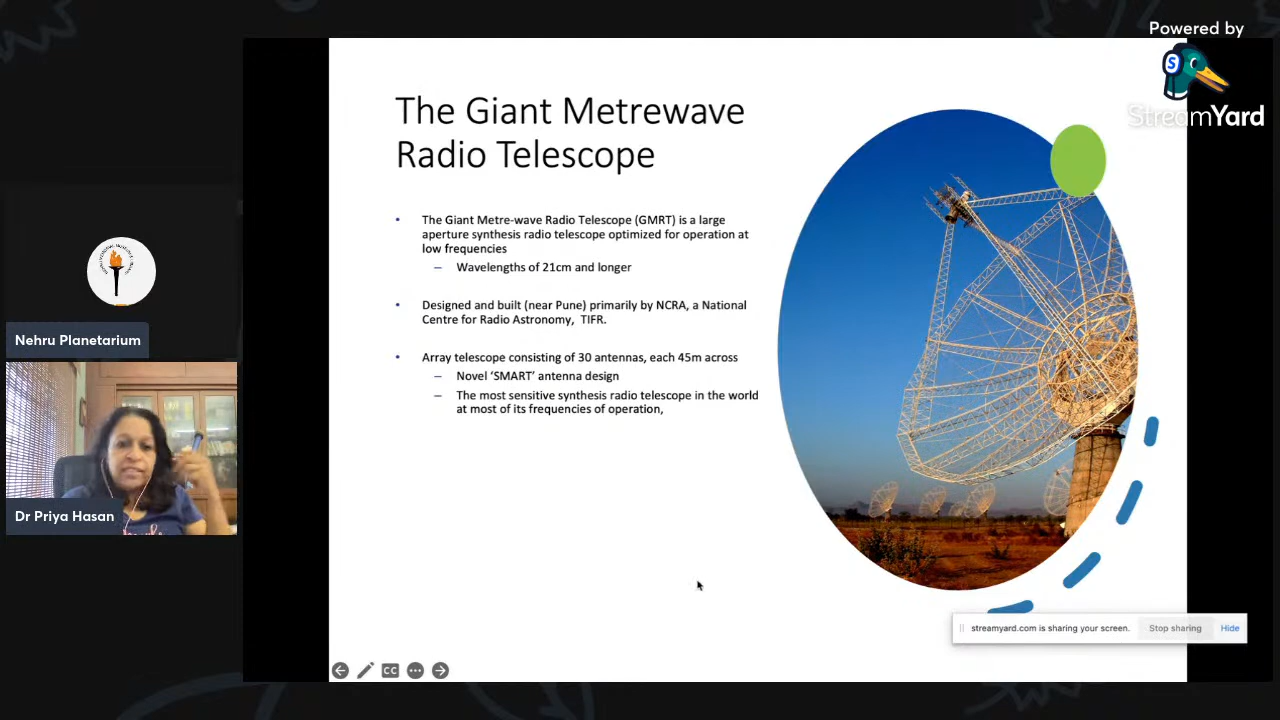 Powered by
StreamYard
The Giant Metrewave
Radio Telescope
• The Giant Metre-wave Radio Telescope (GMRT) is a large
aperture synthesis radio telescope optimized for operation at
low frequencies
– Wavelengths of 21cm and longer
• Designed and built (near Pune) primarily by NCRA, a National
Centre for Radio Astronomy, TIFR.
• Array telescope consisting of 30 antennas, each 45m across
– Novel ‘SMART’ antenna design
– The most sensitive synthesis radio telescope in the world
at most of its frequencies of operation,
Nehru Planetarium
Dr Priya Hasan
streamyard.com is sharing your screen.
Stop sharing
Hide
CC
S